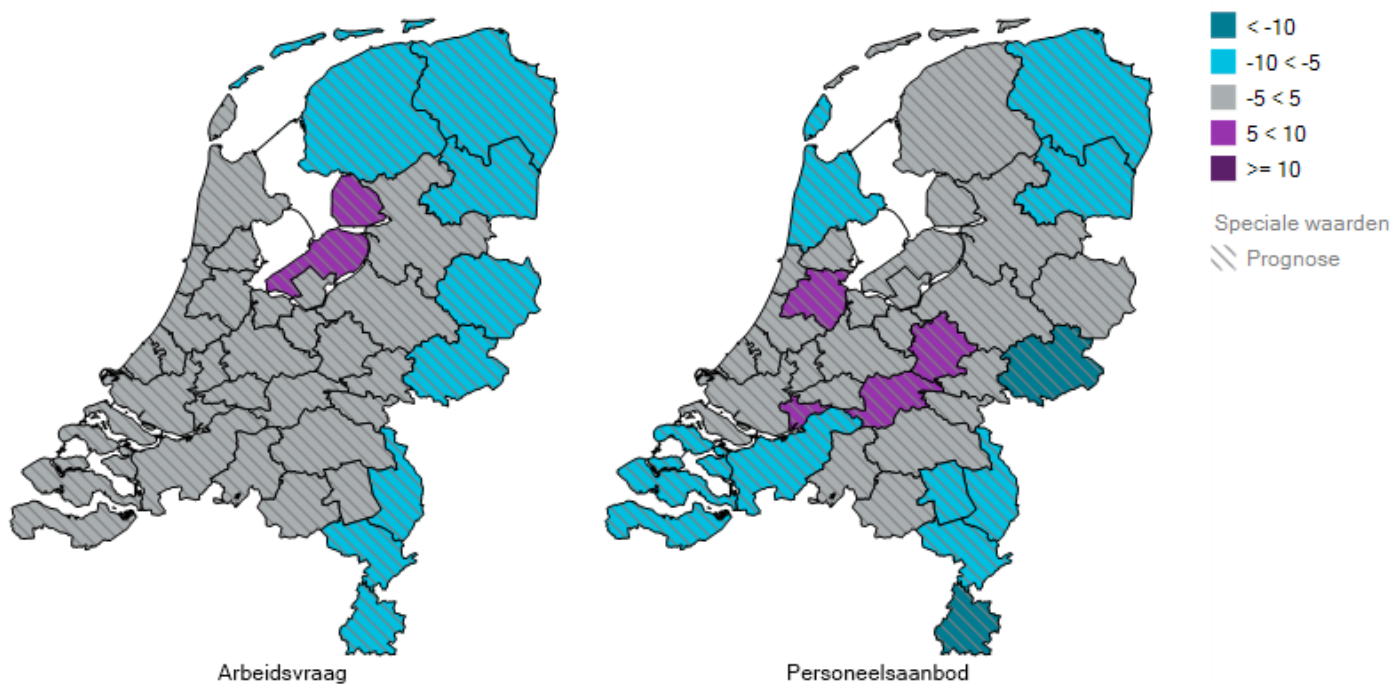 < -10
-10 < -5
-5 < 5
5 < 10
>= 10
Speciale waarden
Prognose
Arbeidsvraag
Personeelsaanbod